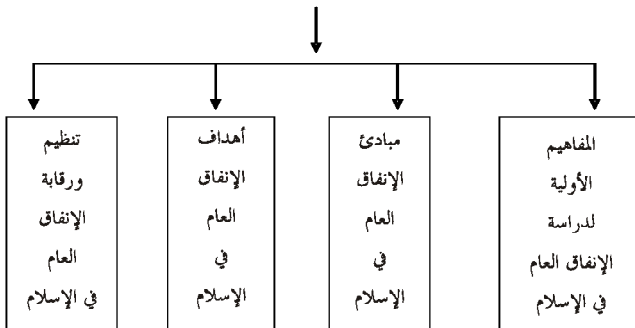 المفاهيم
الأولية
لدراسة
الإنفاق العام
في الإسلام
مبادئ
الإنفاق
العام
في
الإسلام
أهداف
الإنفاق
العام
في
الإسلام
تنظيم
ورقابة
الإنفاق
العام
في الإسلام